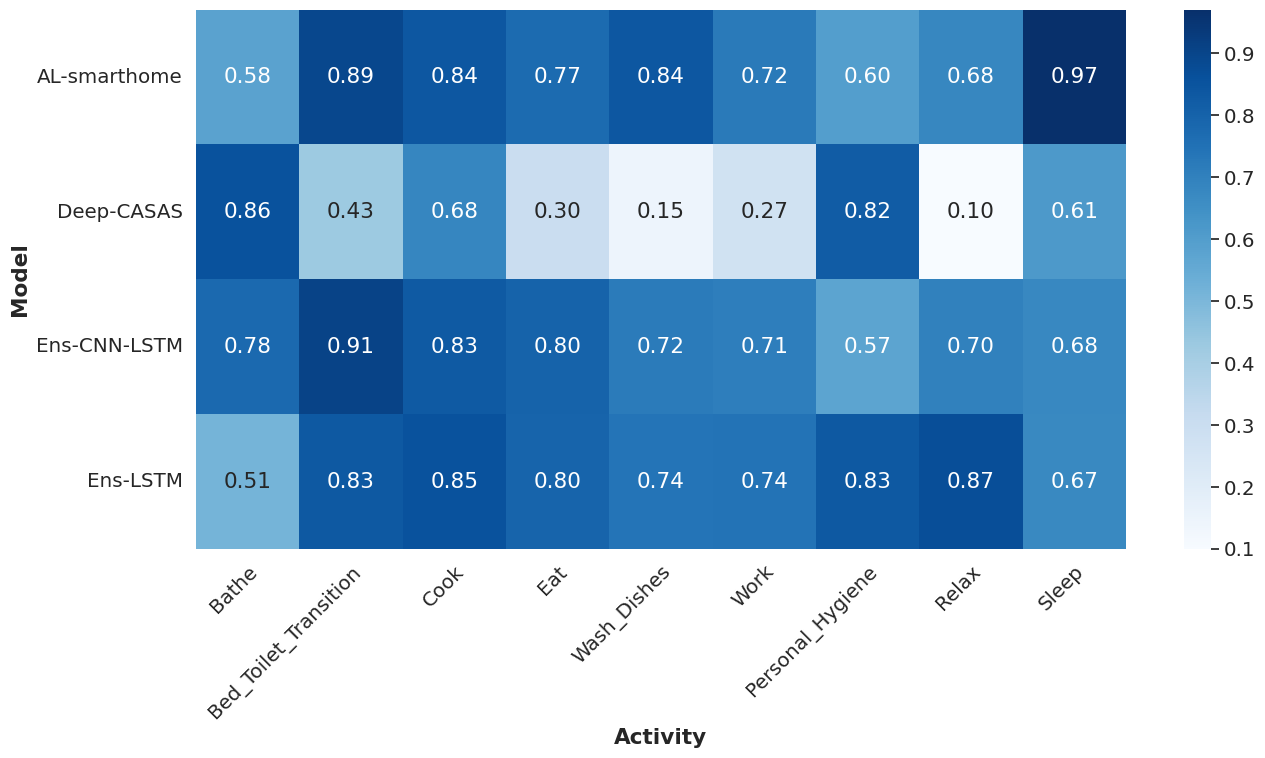 AL-smarthome 0.58 0.89 0.84 0.77 0.84 0.72 0.60 0.68 0.97
Deep-CASAS 0.86 0.43 0.68 0.30 0.15 0.27 0.82 0.10 0.61
Ens-CNN-LSTM 0.78 0.91 0.83 0.80 0.72 0.71 0.57 0.70 0.68
Ens-LSTM 0.51 0.83 0.85 0.80 0.74 0.74 0.83 0.87 0.67
Model
Bathe
Bed_Toilet_Transition
Cook
Eat
Wash_Dishes
Work
Personal_Hygiene
Relax
Sleep
Activity
0.9
0.8
0.7
0.6
0.5
0.4
0.3
0.2
0.1